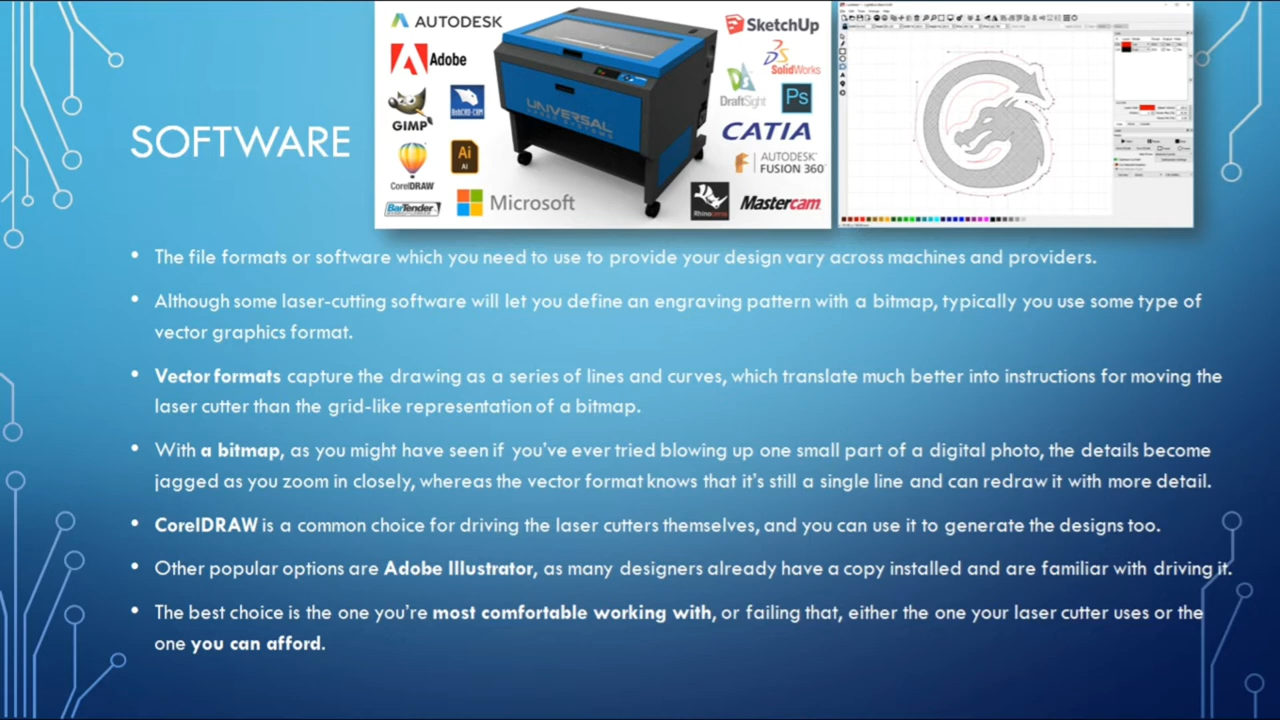 SOFTWARE
AUTODESK
Adobe
GIMP
BobCAD-CAM
CorelDRAW
Ai
AI
BarTender
Microsoft
UNIVERSAL
LASER SYSTEMS
SketchUp
SolidWorks
DraftSight
Ps
CATIA
AUTODESK
FUSION 360
Rhinoceros
Mastercam
• The file formats or software which you need to use to provide your design vary across machines and providers.
• Although some laser-cutting software will let you define an engraving pattern with a bitmap, typically you use some type of
vector graphics format.
• Vector formats capture the drawing as a series of lines and curves, which translate much better into instructions for moving the
laser cutter than the grid-like representation of a bitmap.
• With a bitmap, as you might have seen if you've ever tried blowing up one small part of a digital photo, the details become
jagged as you zoom in closely, whereas the vector format knows that it's still a single line and can redraw it with more detail.
• CorelDRAW is a common choice for driving the laser cutters themselves, and you can use it to generate the designs too.
• Other popular options are Adobe Illustrator, as many designers already have a copy installed and are familiar with driving it.
• The best choice is the one you're most comfortable working with, or failing that, either the one your laser cutter uses or the
one you can afford.